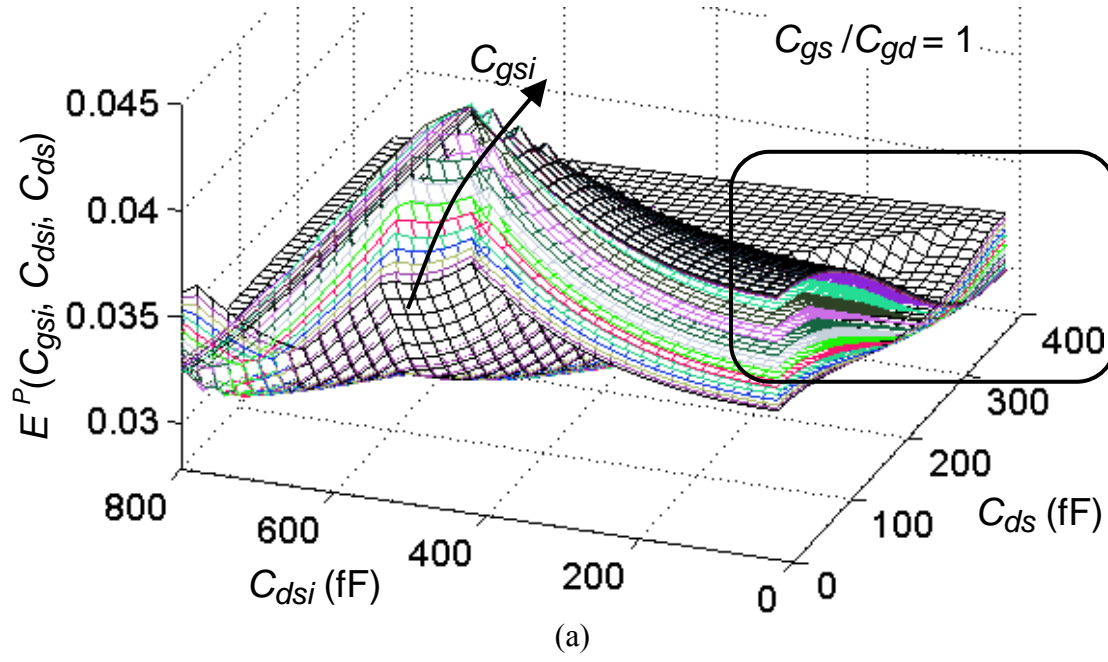 C_gs /C_gd = 1
C_gsi
0.045
0.04
0.035
0.03
E^P(C_gsi, C_dsi, C_ds)
800
600
400
200
0
C_dsi (fF)
0
100
200
300
400
C_ds (fF)
(a)